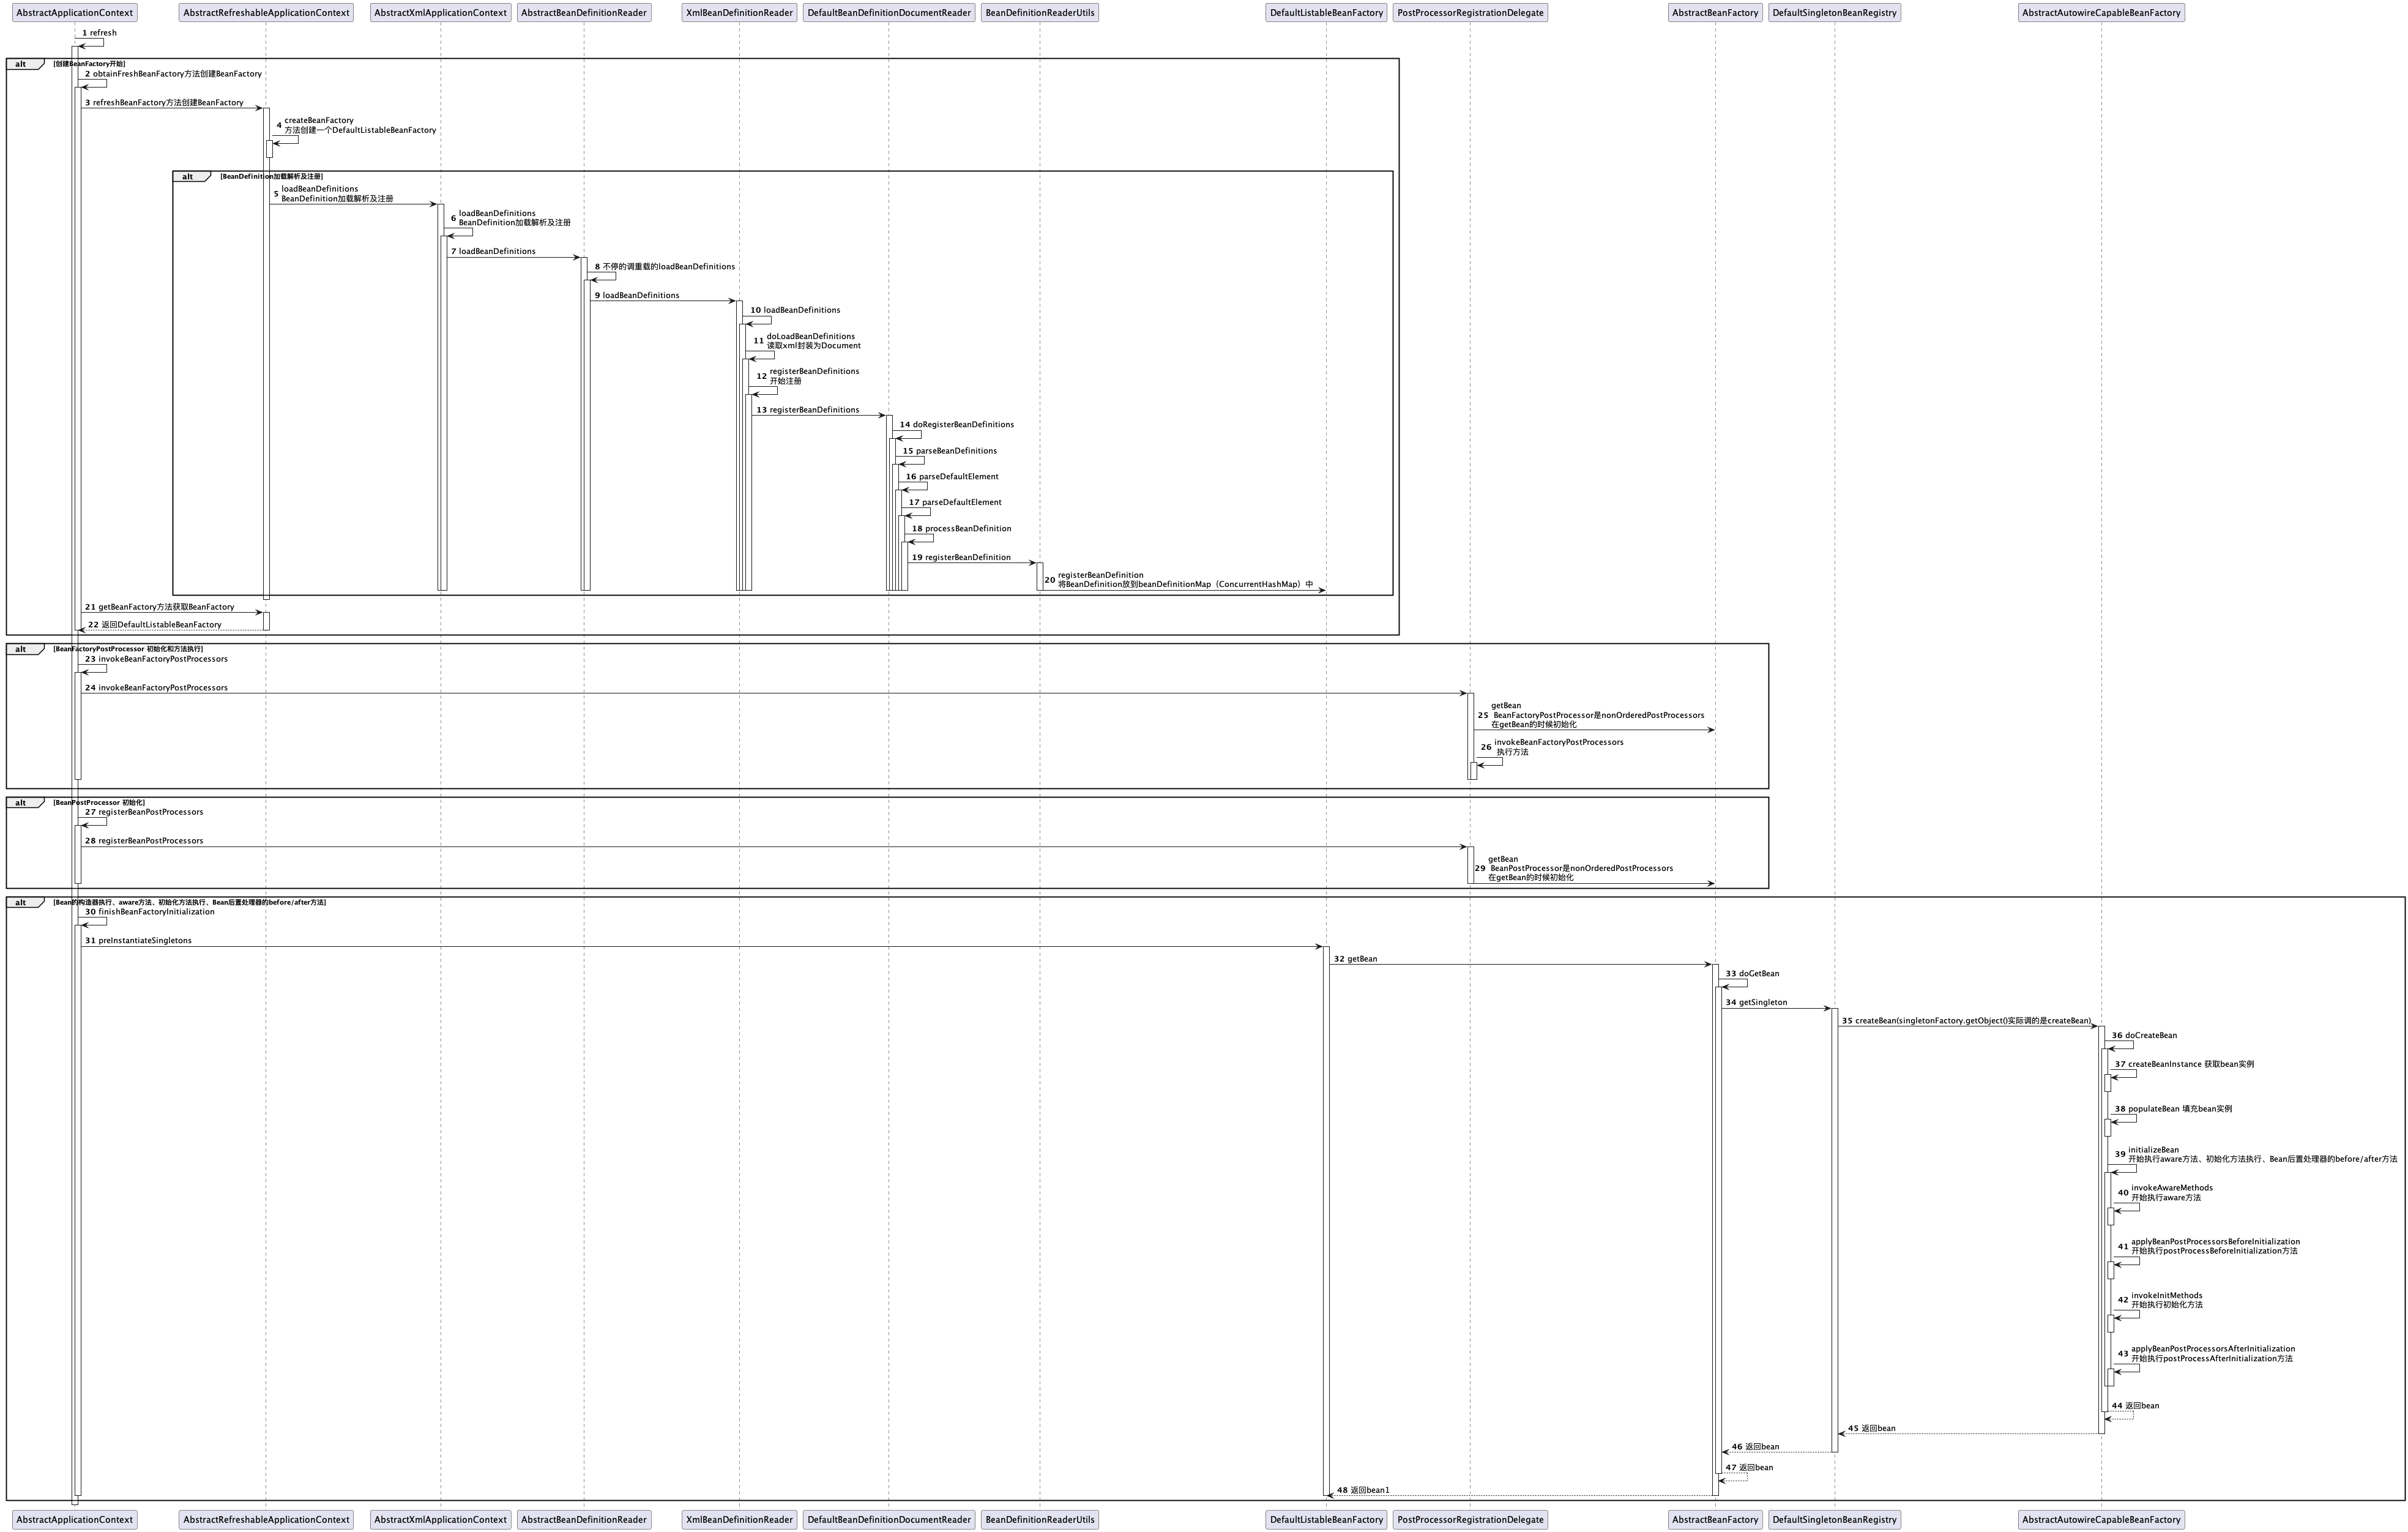 AbstractApplicationContext
AbstractRefreshableApplicationContext
AbstractXmlApplicationContext
AbstractBeanDefinitionReader
XmlBeanDefinitionReader
DefaultBeanDefinitionDocumentReader
BeanDefinitionReaderUtils
DefaultListableBeanFactory
PostProcessorRegistrationDelegate
AbstractBeanFactory
DefaultSingletonBeanRegistry
AbstractAutowireCapableBeanFactory
1 refresh
alt [创建BeanFactory开始]
2 obtainFreshBeanFactory方法创建BeanFactory
3 refreshBeanFactory方法创建BeanFactory
4 createBeanFactory
方法创建一个DefaultListableBeanFactory
alt [BeanDefinition加载解析及注册]
5 loadBeanDefinitions
BeanDefinition加载解析及注册
6 loadBeanDefinitions
BeanDefinition加载解析及注册
7 loadBeanDefinitions
8 不停的调重载的loadBeanDefinitions
9 loadBeanDefinitions
10 loadBeanDefinitions
11 doLoadBeanDefinitions
读取xml封装为Document
12 registerBeanDefinitions
开始注册
13 registerBeanDefinitions
14 doRegisterBeanDefinitions
15 parseBeanDefinitions
16 parseDefaultElement
17 parseDefaultElement
18 processBeanDefinition
19 registerBeanDefinition
20 registerBeanDefinition
将BeanDefinition放到beanDefinitionMap（ConcurrentHashMap）中
21 getBeanFactory方法获取BeanFactory
22 返回DefaultListableBeanFactory
alt [BeanFactoryPostProcessor 初始化和方法执行]
23 invokeBeanFactoryPostProcessors
24 invokeBeanFactoryPostProcessors
25 getBean
BeanFactoryPostProcessor是nonOrderedPostProcessors
在getBean的时候初始化
26 invokeBeanFactoryPostProcessors
执行方法
alt [BeanPostProcessor 初始化]
27 registerBeanPostProcessors
28 registerBeanPostProcessors
29 getBean
BeanPostProcessor是nonOrderedPostProcessors
在getBean的时候初始化
alt [Bean的构造器执行、aware方法、初始化方法执行、Bean后置处理器的before/after方法]
30 finishBeanFactoryInitialization
31 preInstantiateSingletons
32 getBean
33 doGetBean
34 getSingleton
35 createBean(singletonFactory.getObject()实际调的是createBean)
36 doCreateBean
37 createBeanInstance 获取bean实例
38 populateBean 填充bean实例
39 initializeBean
开始执行aware方法、初始化方法执行、Bean后置处理器的before/after方法
40 invokeAwareMethods
开始执行aware方法
41 applyBeanPostProcessorsBeforeInitialization
开始执行postProcessBeforeInitialization方法
42 invokeInitMethods
开始执行初始化方法
43 applyBeanPostProcessorsAfterInitialization
开始执行postProcessAfterInitialization方法
44 返回bean
45 返回bean
46 返回bean
47 返回bean
48 返回bean1
AbstractApplicationContext
AbstractRefreshableApplicationContext
AbstractXmlApplicationContext
AbstractBeanDefinitionReader
XmlBeanDefinitionReader
DefaultBeanDefinitionDocumentReader
BeanDefinitionReaderUtils
DefaultListableBeanFactory
PostProcessorRegistrationDelegate
AbstractBeanFactory
DefaultSingletonBeanRegistry
AbstractAutowireCapableBeanFactory